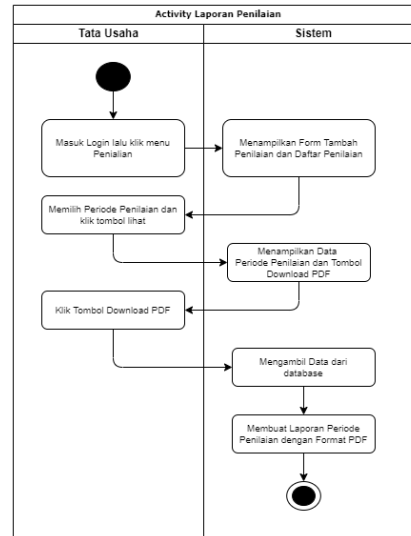 Activity Laporan Penilaian
Tata Usaha
Sistem
Masuk Login lalu klik menu
Penialian
Menampilkan Form Tambah
Penilaian dan Daftar Penilaian
Memilih Periode Penilaian dan
klik tombol lihat
Menampilkan Data
Periode Penilaian dan Tombol
Download PDF
Klik Tombol Download PDF
Mengambil Data dari
database
Membuat Laporan Periode
Penilaian dengan Format PDF